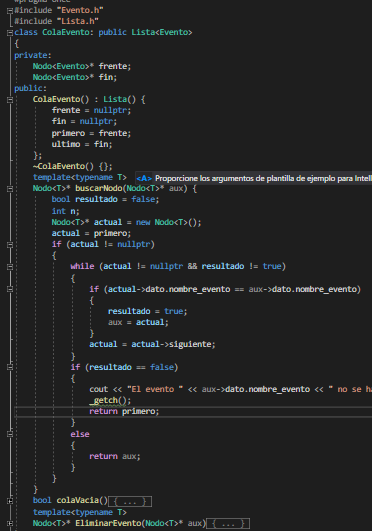 #pragma once
#include "Evento.h"
#include "Lista.h"
class ColaEvento: public Lista<Evento>
{
private:
Nodo<Evento>* frente;
Nodo<Evento>* fin;
public:
ColaEvento() : Lista() {
frente = nullptr;
fin = nullptr;
primero = frente;
ultimo = fin;
};
~ColaEvento() {};
template<typename T> <A> Proporcione los argumentos de plantilla de ejemplo para Intell
Nodo<T>* buscarNodo(Nodo<T>* aux) {
bool resultado = false;
int n;
Nodo<T>* actual = new Nodo<T>();
actual = primero;
if (actual != nullptr)
{
while (actual != nullptr && resultado != true)
{
if (actual->dato.nombre_evento == aux->dato.nombre_evento)
{
resultado = true;
aux = actual;
}
actual = actual->siguiente;
}
if (resultado == false)
{
cout << "El evento " << aux->dato.nombre_evento << " no se ha
_getch();
return primero;
}
else
{
return aux;
}
}
}
bool colaVacia() { ... }
template<typename T>
Nodo<T>* EliminarEvento(Nodo<T>* aux) { ... }